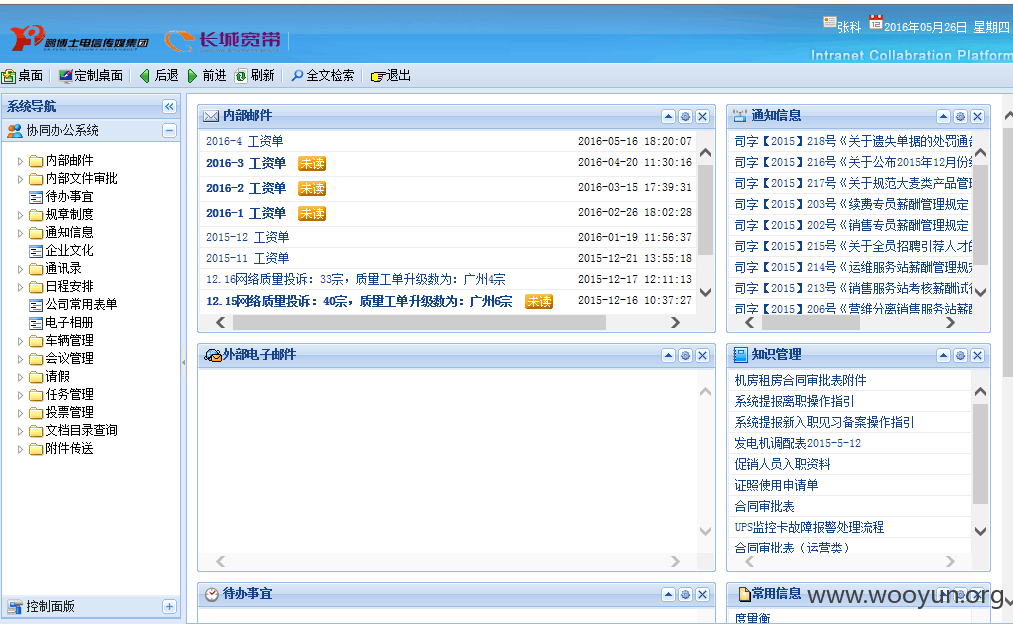 鹏博士电信传媒集团 长城宽带
张科 2016年05月26日 星期四
Intranet Collabration Platform
桌面 定制桌面 后退 前进 刷新 全文检索 退出
系统导航
协同办公系统
内部邮件
内部文件审批
待办事宜
规章制度
通知信息
企业文化
通讯录
日程安排
公司常用表单
电子相册
车辆管理
会议管理
请假
任务管理
投票管理
文档目录查询
附件传送
控制面版
内部邮件
2016-4 工资单 2016-05-16 18:20:07
2016-3 工资单 未读 2016-04-20 11:30:16
2016-2 工资单 未读 2016-03-15 17:39:31
2016-1 工资单 未读 2016-02-26 18:02:28
2015-12 工资单 2016-01-19 11:56:37
2015-11 工资单 2015-12-21 13:55:18
12.16网络质量投诉：33宗，质量工单升级数为：广州4宗 2015-12-17 12:11:13
12.15网络质量投诉：40宗，质量工单升级数为：广州6宗 未读 2015-12-16 10:37:27
通知信息
司字【2015】218号《关于遗失单据的处罚通告
司字【2015】216号《关于公布2015年12月份
司字【2015】217号《关于规范大麦类产品管理
司字【2015】203号《续费专员薪酬管理规定
司字【2015】202号《销售专员薪酬管理规定
司字【2015】215号《关于全员招聘引荐人才的
司字【2015】214号《运维服务站薪酬管理规定
司字【2015】213号《销售服务站考核薪酬试行
司字【2015】206号《营维分离销售服务站薪酬
外部电子邮件
知识管理
机房租房合同审批表附件
系统提报离职操作指引
系统提报新入职见习备案操作指引
发电机调配表2015-5-12
促销人员入职资料
证照使用申请单
合同审批表
UPS监控卡故障报警处理流程
合同审批表（运营类）
待办事宜
常用信息
度量衡
www.wooyun.org